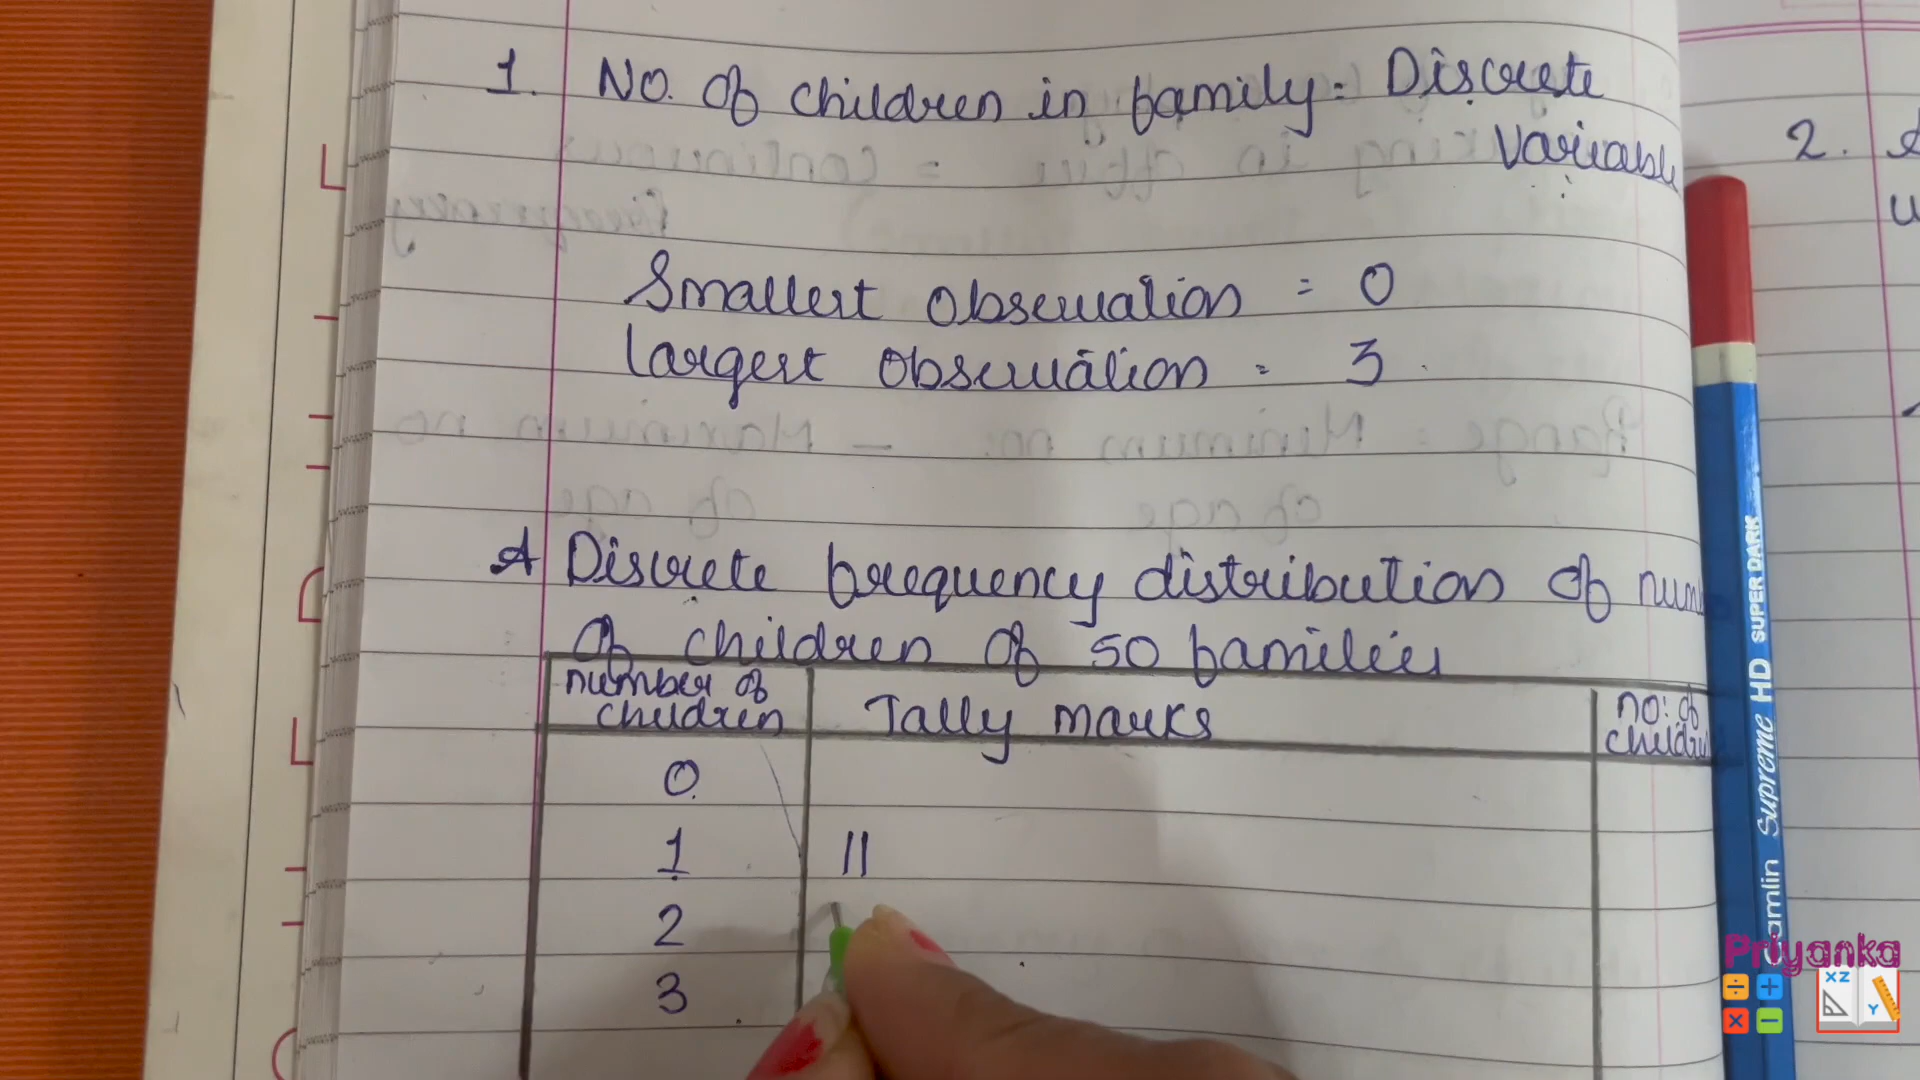 1. No. of children in family = Discrete
Variable
Smallest observation = 0
Largest observation = 3
A Discrete frequency distribution of num
of children of 50 families
number of children
Tally marks
no: of
0
1 ||
2
3
2.
amlin Supreme HD SUPER DARK
Priyanka
XZ
Y